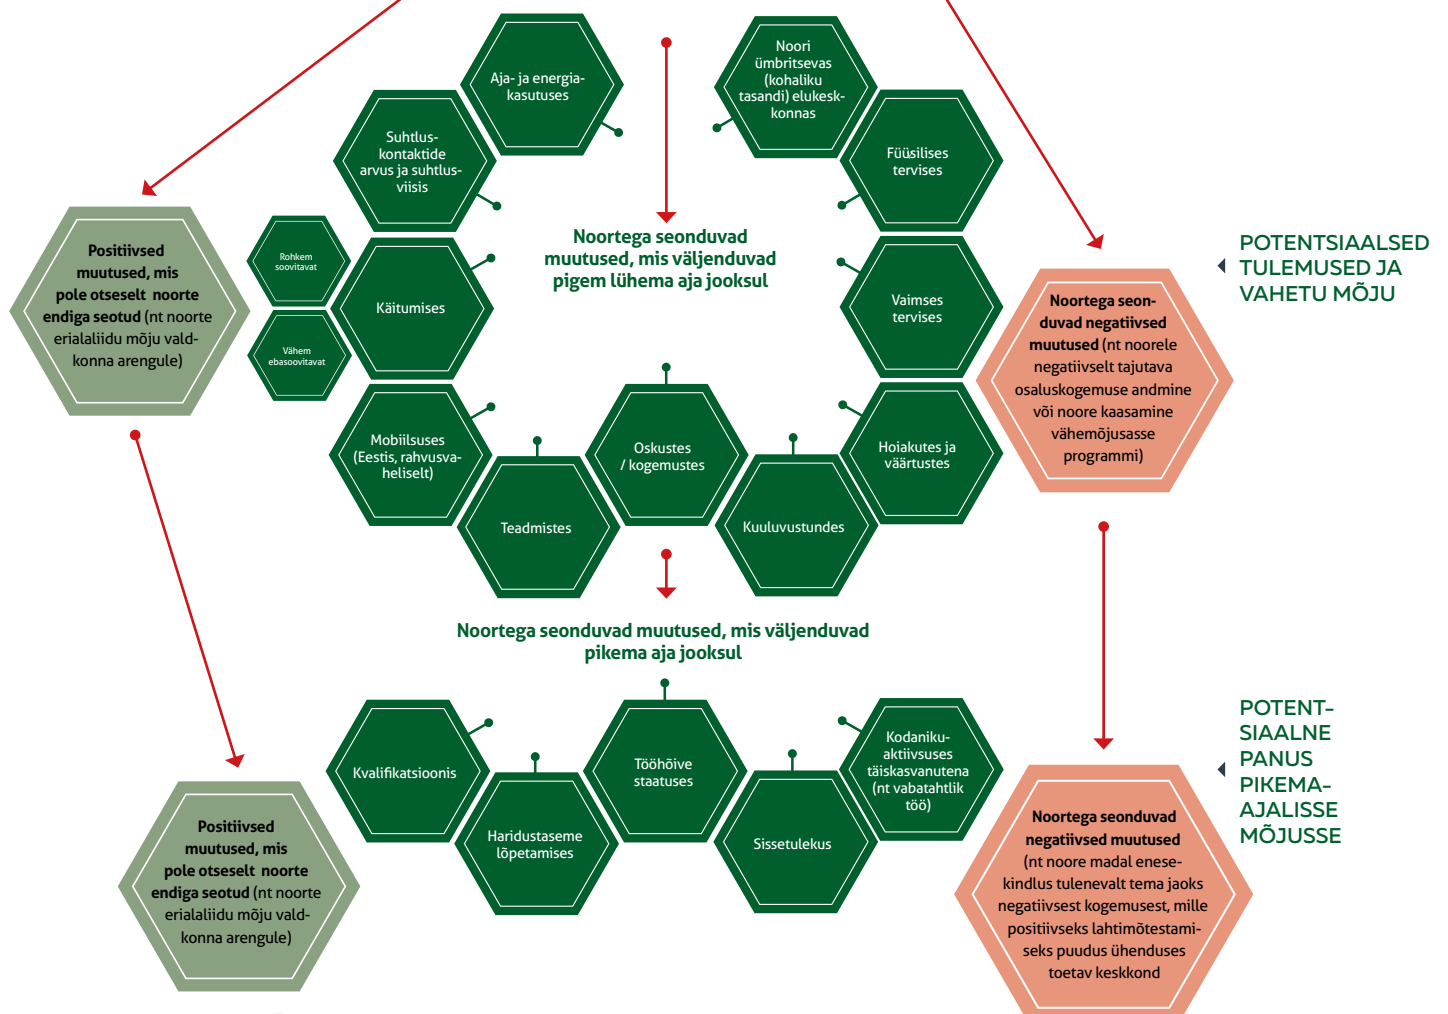 Aja- ja energia-
kasutuses
Noori
ümbritsevas
(kohaliku
tasandi) elukesk-
konnas
Suhtlus-
kontaktide
arvus ja suhtlus-
viisis
Füüsilises
tervises
Positiivsed
muutused, mis
pole otseselt noorte
endiga seotud (nt noorte
erialaliidu mõju vald-
konna arengule)
Rohkem
soovitavat
Vähem
ebasoovitavat
Käitumises
Noortega seonduvad
muutused, mis väljenduvad
pigem lühema aja jooksul
Vaimses
tervises
Noortega seon-
duvad negatiivsed
muutused (nt noorele
negatiivselt tajutava
osaluskogemuse andmine
või noore kaasamine
vähemõjusasse
programmi)
POTENTSIAALSED
TULEMUSED JA
VAHETU MÕJU
Mobiilsuses
(Eestis, rahvusva-
heliselt)
Teadmistes
Oskustes
/ kogemustes
Kuuluvustundes
Hoiakutes ja
väärtustes
Noortega seonduvad muutused, mis väljenduvad
pikema aja jooksul
Kvalifikatsioonis
Haridustaseme
lõpetamises
Tööhõive
staatuses
Sissetulekus
Kodaniku-
aktiivsuses
täiskasvanutena
(nt vabatahtlik
töö)
POTENT-
SIAALNE
PANUS
PIKEMA-
AJALISSE
MÕJUSSE
Positiivsed
muutused, mis
pole otseselt noorte
endiga seotud (nt noorte
erialaliidu mõju vald-
konna arengule)
Noortega seonduvad
negatiivsed muutused
(nt noore madal enese-
kindlus tulenevalt tema jaoks
negatiivsest kogemusest, mille
positiivseks lahtimõtestami-
seks puudus ühenduses
toetav keskkond